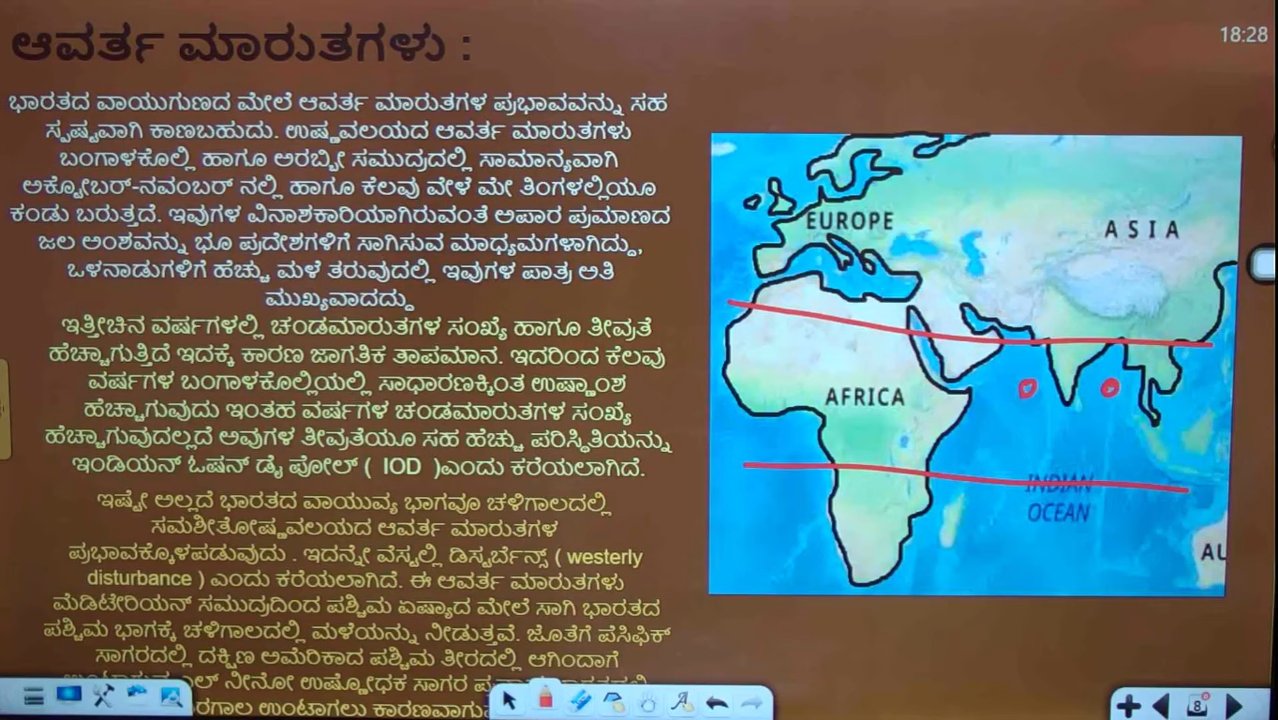 ಆವರ್ತ ಮಾರುತಗಳು :
18:28
ಭಾರತದ ವಾಯುಗುಣದ ಮೇಲೆ ಆವರ್ತ ಮಾರುತಗಳ ಪ್ರಭಾವವನ್ನು ಸಹ
ಸ್ಪಷ್ಟವಾಗಿ ಕಾಣಬಹುದು. ಉಷ್ಣವಲಯದ ಆವರ್ತ ಮಾರುತಗಳು
ಬಂಗಾಳಕೊಲ್ಲಿ ಹಾಗೂ ಅರಬ್ಬೀ ಸಮುದ್ರದಲ್ಲಿ ಸಾಮಾನ್ಯವಾಗಿ
ಅಕ್ಟೋಬರ್-ನವಂಬರ್ ನಲ್ಲಿ ಹಾಗೂ ಕೆಲವು ವೇಳೆ ಮೇ ತಿಂಗಳಲ್ಲಿಯೂ
ಕಂಡು ಬರುತ್ತದೆ. ಇವುಗಳ ವಿನಾಶಕಾರಿಯಾಗಿರುವಂತೆ ಅಪಾರ ಪ್ರಮಾಣದ
ಜಲ ಅಂಶವನ್ನು ಭೂ ಪ್ರದೇಶಗಳಿಗೆ ಸಾಗಿಸುವ ಮಾಧ್ಯಮಗಳಾಗಿದ್ದು,
ಒಳನಾಡುಗಳಿಗೆ ಹೆಚ್ಚು ಮಳೆ ತರುವುದಲ್ಲಿ ಇವುಗಳ ಪಾತ್ರ ಅತಿ
ಮುಖ್ಯವಾದದ್ದು
ಇತ್ತೀಚಿನ ವರ್ಷಗಳಲ್ಲಿ ಚಂಡಮಾರುತಗಳ ಸಂಖ್ಯೆ ಹಾಗೂ ತೀವ್ರತೆ
ಹೆಚ್ಚಾಗುತ್ತಿದೆ ಇದಕ್ಕೆ ಕಾರಣ ಜಾಗತಿಕ ತಾಪಮಾನ. ಇದರಿಂದ ಕೆಲವು
ವರ್ಷಗಳ ಬಂಗಾಳಕೊಲ್ಲಿಯಲ್ಲಿ ಸಾಧಾರಣಕ್ಕಿಂತ ಉಷ್ಣಾಂಶ
ಹೆಚ್ಚಾಗುವುದು ಇಂತಹ ವರ್ಷಗಳ ಚಂಡಮಾರುತಗಳ ಸಂಖ್ಯೆ
ಹೆಚ್ಚಾಗುವುದಲ್ಲದೆ ಅವುಗಳ ತೀವ್ರತೆಯೂ ಸಹ ಹೆಚ್ಚು ಪರಿಸ್ಥಿತಿಯನ್ನು
ಇಂಡಿಯನ್ ಓಷನ್ ಡೈ ಪೋಲ್ ( IOD )ಎಂದು ಕರೆಯಲಾಗಿದೆ.
ಇಷ್ಟೇ ಅಲ್ಲದೆ ಭಾರತದ ವಾಯುವ್ಯ ಭಾಗವೂ ಚಳಿಗಾಲದಲ್ಲಿ
ಸಮಶೀತೋಷ್ಣವಲಯದ ಆವರ್ತ ಮಾರುತಗಳ
ಪ್ರಭಾವಕ್ಕೊಳಪಡುವುದು . ಇದನ್ನೇ ವೆಸ್ಟಲ್ಲಿ ಡಿಸ್ಟರ್ಬೆನ್ಸ್ ( westerly
disturbance ) ಎಂದು ಕರೆಯಲಾಗಿದೆ. ಈ ಆವರ್ತ ಮಾರುತಗಳು
ಮೆಡಿಟೇರಿಯನ್ ಸಮುದ್ರದಿಂದ ಪಶ್ಚಿಮ ಏಷ್ಯಾದ ಮೇಲೆ ಸಾಗಿ ಭಾರತದ
ಪಶ್ಚಿಮ ಭಾಗಕ್ಕೆ ಚಳಿಗಾಲದಲ್ಲಿ ಮಳೆಯನ್ನು ನೀಡುತ್ತವೆ. ಜೊತೆಗೆ ಪೆಸಿಫಿಕ್
ಸಾಗರದಲ್ಲಿ ದಕ್ಷಿಣ ಅಮೆರಿಕಾದ ಪಶ್ಚಿಮ ತೀರದಲ್ಲಿ ಆಗಿಂದಾಗೆ
ಎಲ್ ನೀನೋ ಉಷ್ಣೋಧಕ ಸಾಗರ
ಉಂಟಾಗಲು
EUROPE
ASIA
AFRICA
INDIAN
OCEAN
AU
8